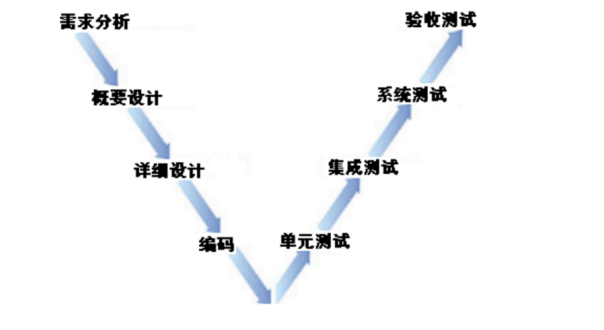 需求分析
验收测试
概要设计
系统测试
详细设计
集成测试
编码
单元测试